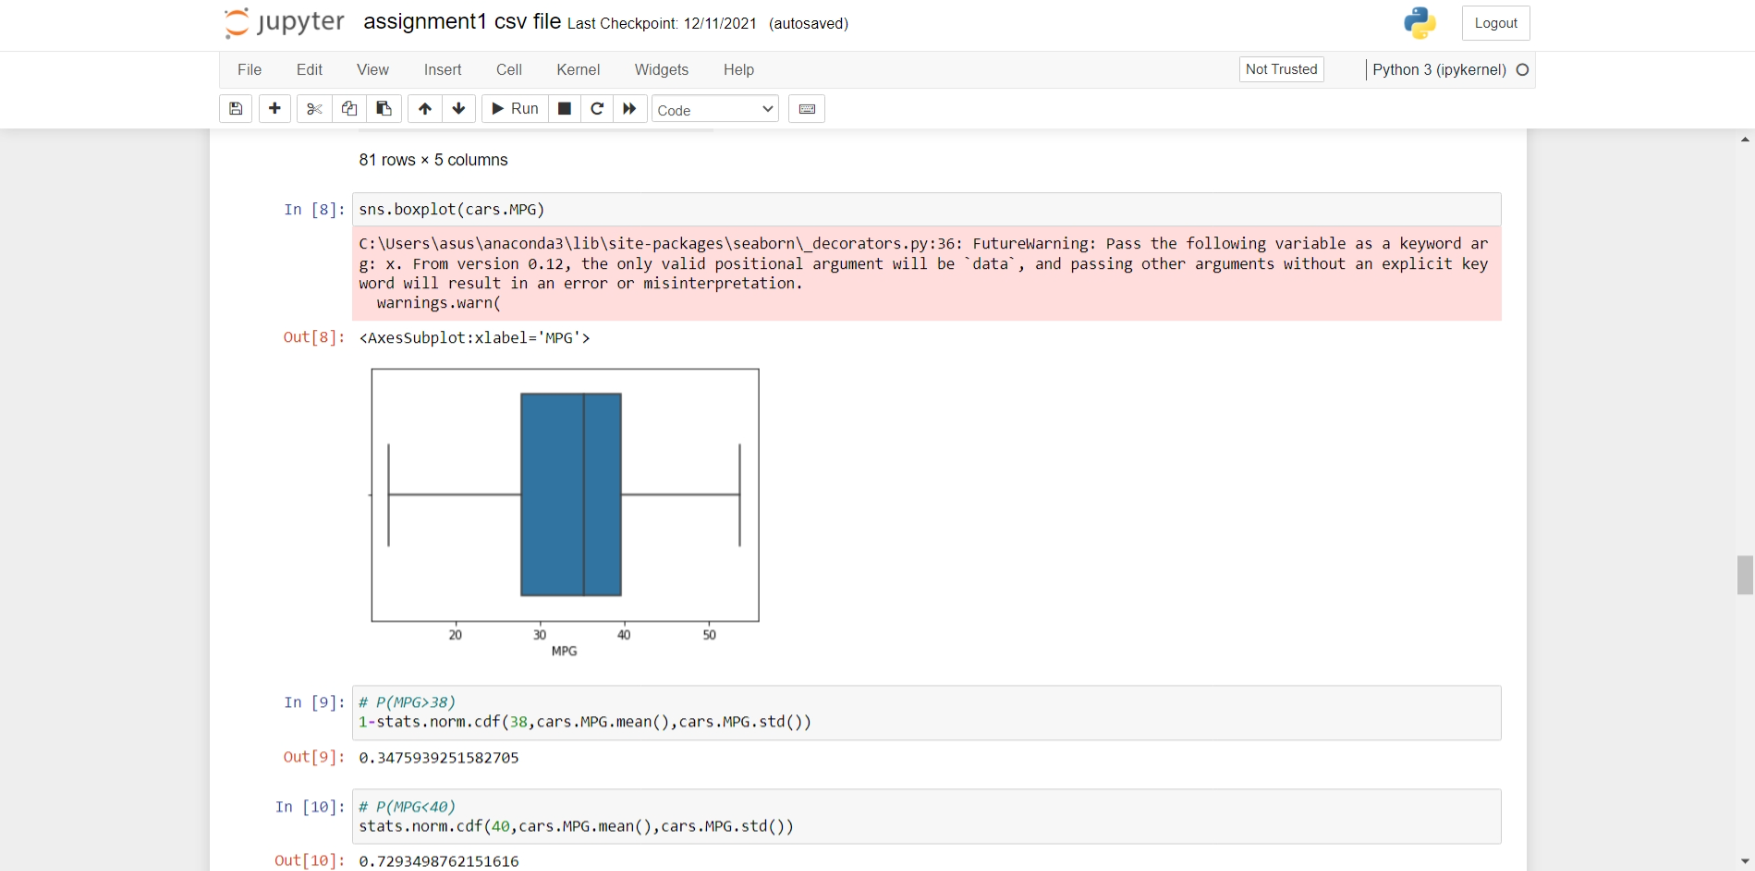 jupyter assignment1 csv file Last Checkpoint: 12/11/2021 (autosaved)
Logout
File Edit View Insert Cell Kernel Widgets Help
Not Trusted
Python 3 (ipykernel)
Run
Code
81 rows × 5 columns
In [8]: sns.boxplot(cars.MPG)
C:\Users\asus\anaconda3\lib\site-packages\seaborn\_decorators.py:36: FutureWarning: Pass the following variable as a keyword ar
g: x. From version 0.12, the only valid positional argument will be `data`, and passing other arguments without an explicit key
word will result in an error or misinterpretation.
warnings.warn(
Out[8]: <AxesSubplot:xlabel='MPG'>
20 30 40 50
MPG
In [9]: # P(MPG>38)
1-stats.norm.cdf(38,cars.MPG.mean(),cars.MPG.std())
Out[9]: 0.3475939251582705
In [10]: # P(MPG<40)
stats.norm.cdf(40,cars.MPG.mean(),cars.MPG.std())
Out[10]: 0.7293498762151616